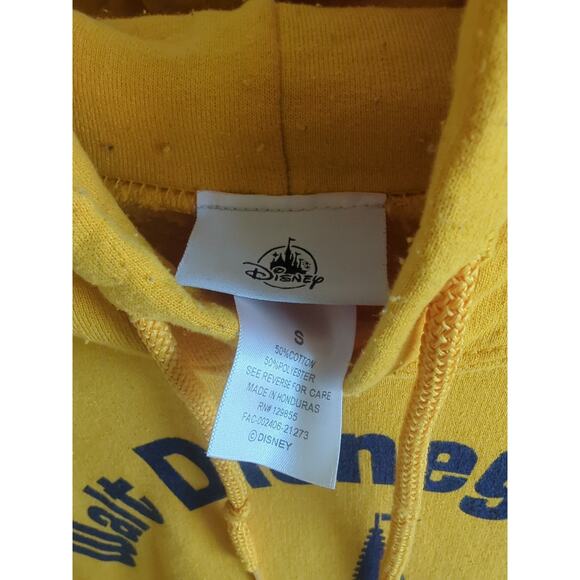 Disney
S
50%COTTON
50%POLYESTER
SEE REVERSE FOR CARE
MADE IN HONDURAS
RN# 129855
FAC-002406-21273
©DISNEY
Walt Disney